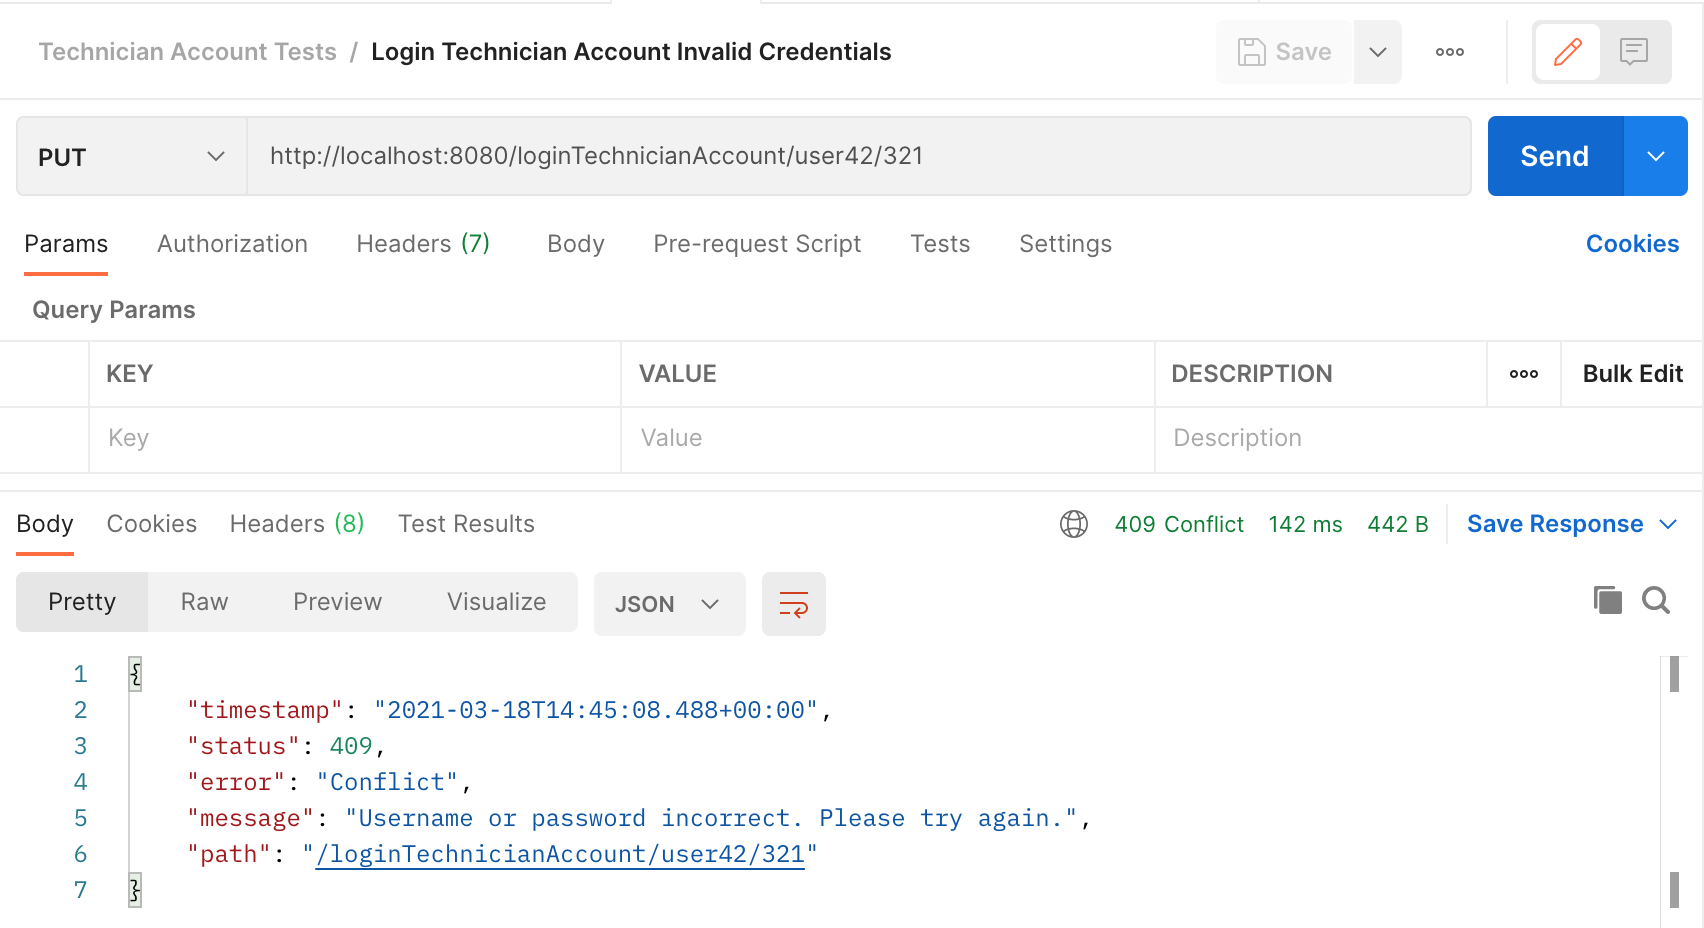 Technician Account Tests / Login Technician Account Invalid Credentials Save
PUT http://localhost:8080/loginTechnicianAccount/user42/321 Send
Params Authorization Headers (7) Body Pre-request Script Tests Settings Cookies
Query Params
KEY VALUE DESCRIPTION Bulk Edit
Key Value Description
Body Cookies Headers (8) Test Results 409 Conflict 142 ms 442 B Save Response
Pretty Raw Preview Visualize JSON
1 {
2 "timestamp": "2021-03-18T14:45:08.488+00:00",
3 "status": 409,
4 "error": "Conflict",
5 "message": "Username or password incorrect. Please try again.",
6 "path": "/loginTechnicianAccount/user42/321"
7 }